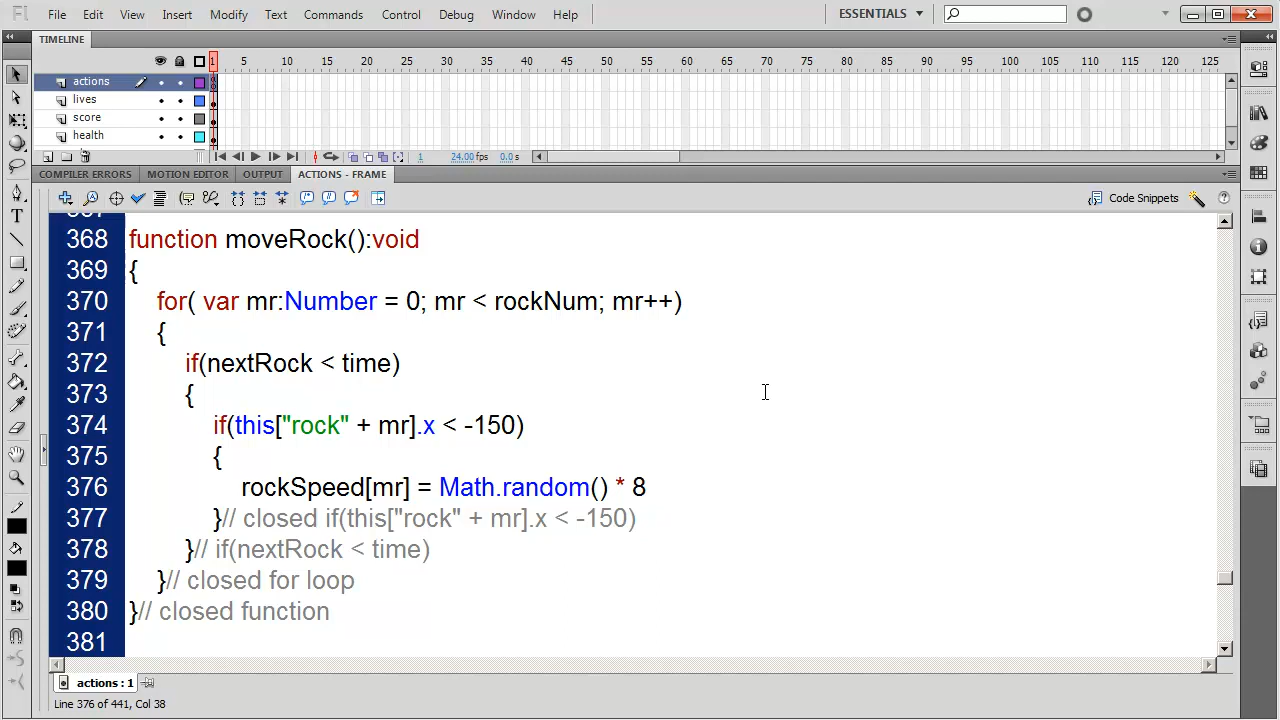 Fl File Edit View Insert Modify Text Commands Control Debug Window Help ESSENTIALS
TIMELINE
1 5 10 15 20 25 30 35 40 45 50 55 60 65 70 75 80 85 90 95 100 105 110 115 120 125
actions
lives
score
health
1 24.00fps 0.0s
COMPILER ERRORS MOTION EDITOR OUTPUT ACTIONS - FRAME
Code Snippets
368 function moveRock():void
369 {
370 for( var mr:Number = 0; mr < rockNum; mr++)
371 {
372 if(nextRock < time)
373 {
374 if(this["rock" + mr].x < -150)
375 {
376 rockSpeed[mr] = Math.random() * 8
377 }// closed if(this["rock" + mr].x < -150)
378 }// if(nextRock < time)
379 }// closed for loop
380 }// closed function
381
actions : 1
Line 376 of 441, Col 38